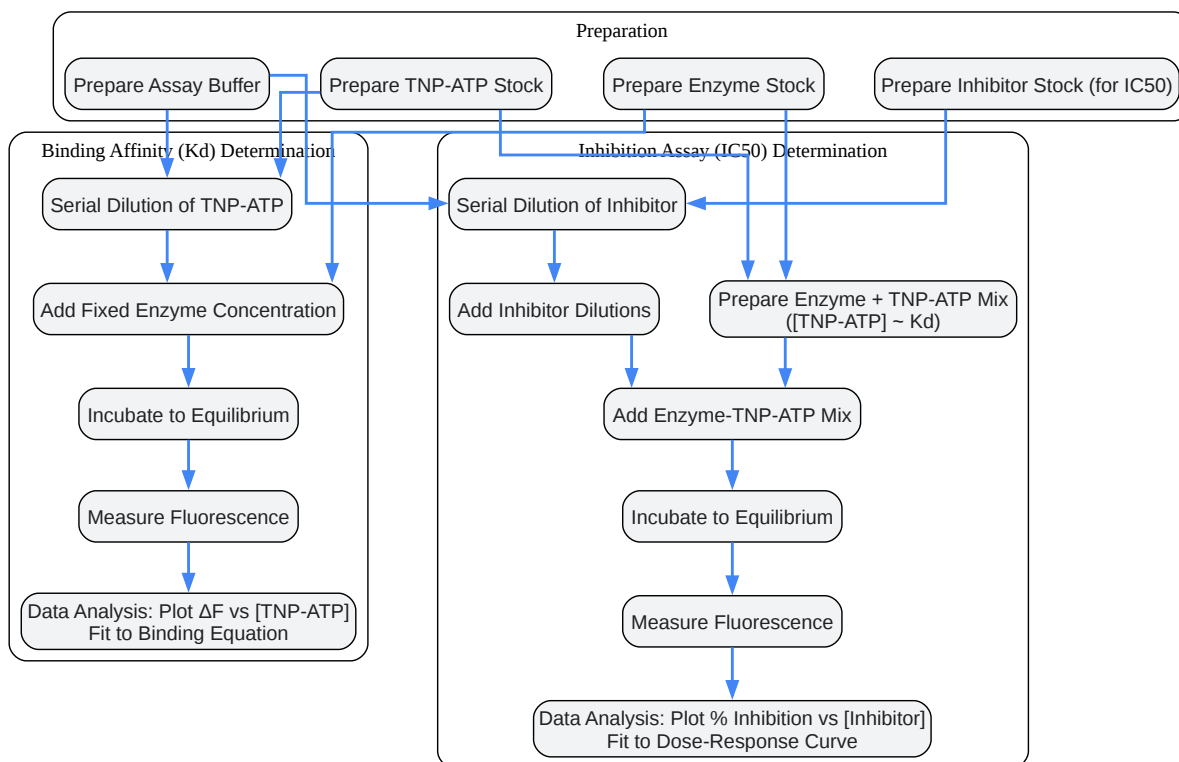 Preparation
Prepare Assay Buffer
Prepare TNP-ATP Stock
Prepare Enzyme Stock
Prepare Inhibitor Stock (for IC50)
Binding Affinity (Kd) Determination
Serial Dilution of TNP-ATP
Add Fixed Enzyme Concentration
Incubate to Equilibrium
Measure Fluorescence
Data Analysis: Plot ΔF vs [TNP-ATP]
Fit to Binding Equation
Inhibition Assay (IC50) Determination
Serial Dilution of Inhibitor
Add Inhibitor Dilutions
Prepare Enzyme + TNP-ATP Mix
([TNP-ATP] ~ Kd)
Add Enzyme-TNP-ATP Mix
Incubate to Equilibrium
Measure Fluorescence
Data Analysis: Plot % Inhibition vs [Inhibitor]
Fit to Dose-Response Curve